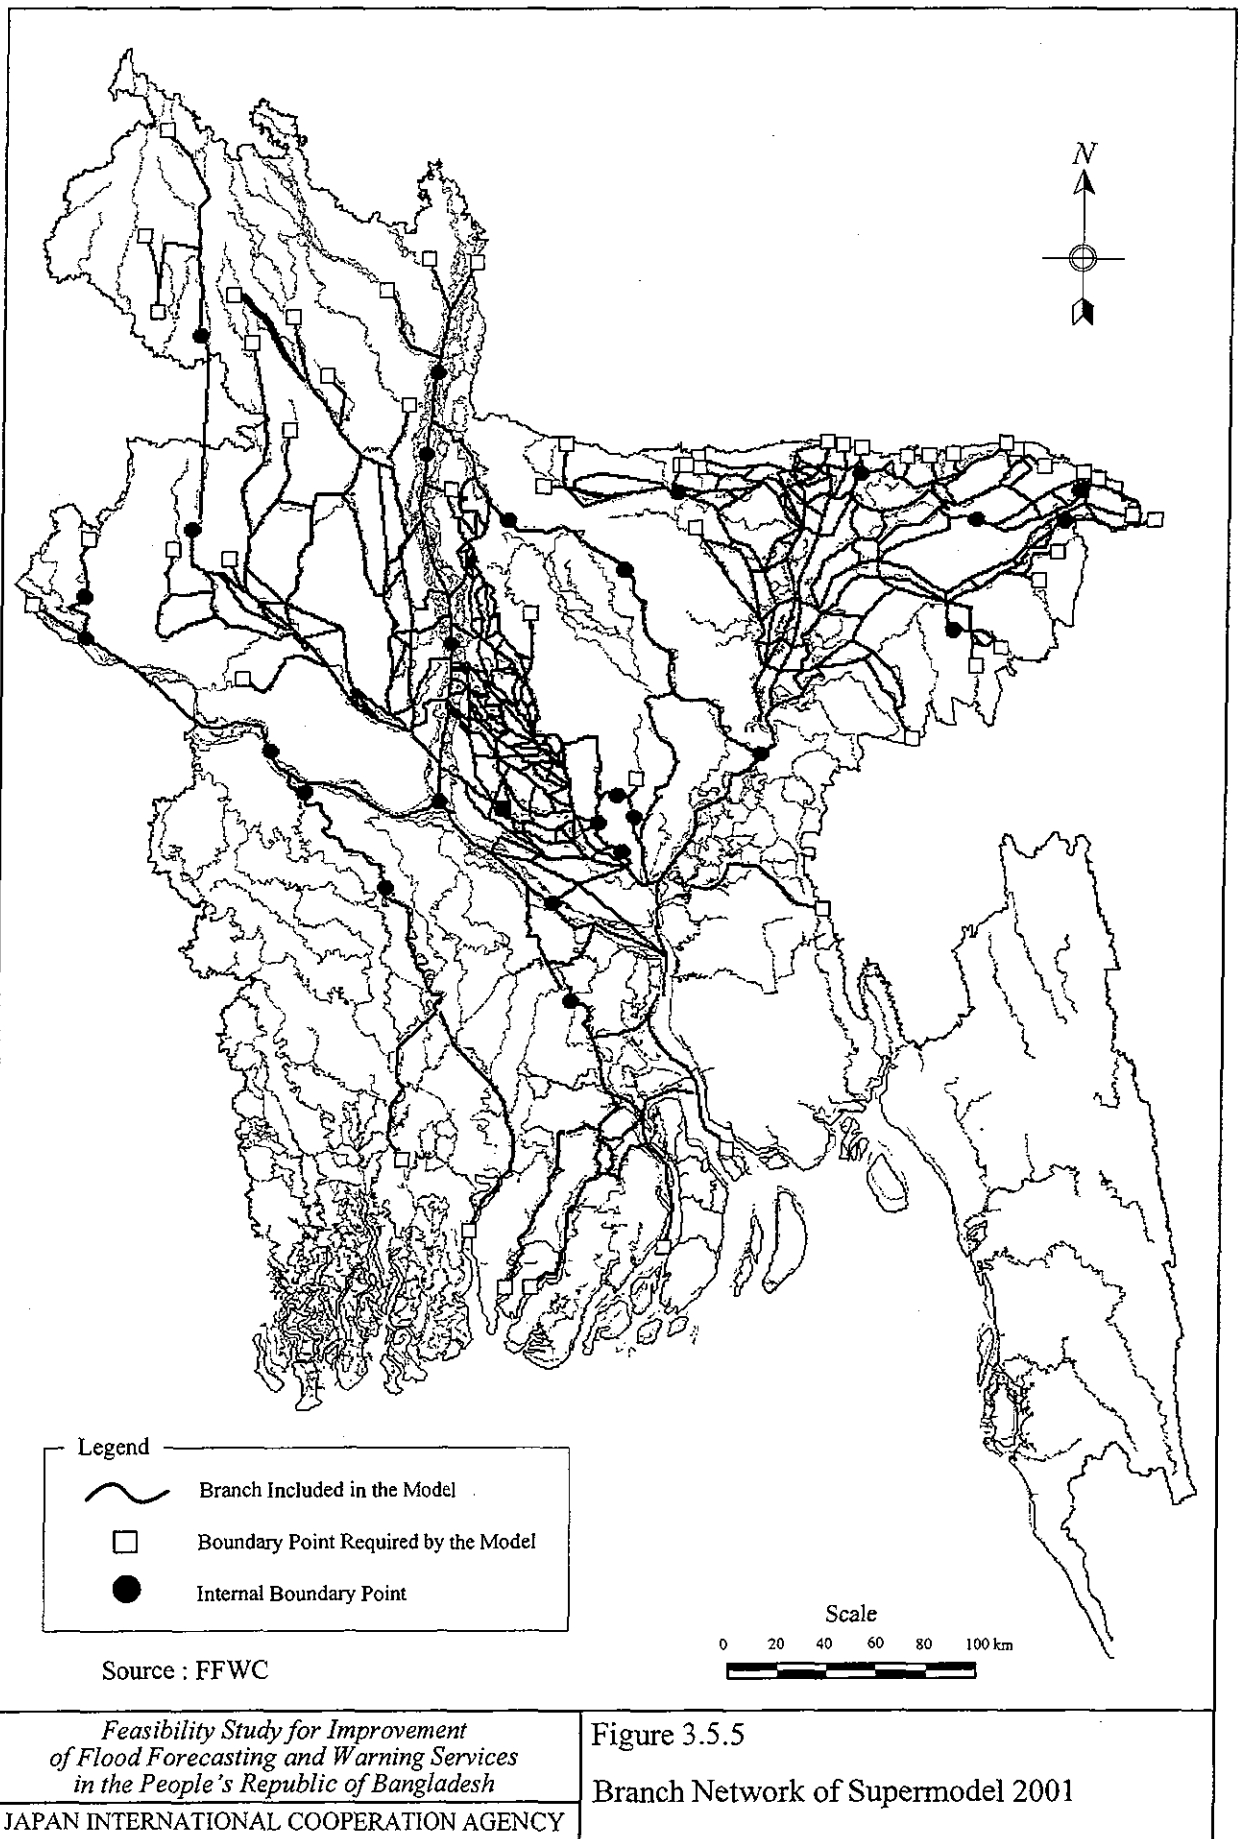 N
Legend
Branch Included in the Model
Boundary Point Required by the Model
Internal Boundary Point
Scale
0 20 40 60 80 100 km
Source : FFWC
Feasibility Study for Improvement
of Flood Forecasting and Warning Services
in the People's Republic of Bangladesh
JAPAN INTERNATIONAL COOPERATION AGENCY
Figure 3.5.5
Branch Network of Supermodel 2001